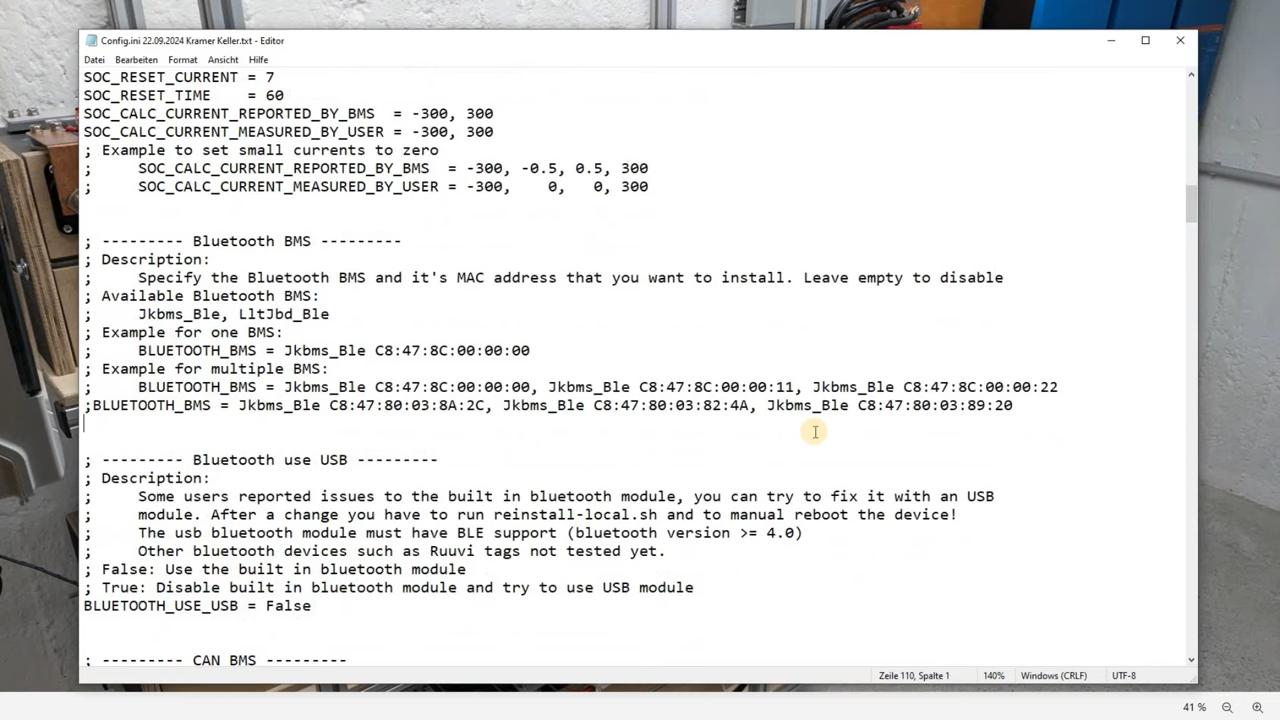 Config.ini 22.09.2024 Kramer Keller.txt - Editor
Datei Bearbeiten Format Ansicht Hilfe
SOC_RESET_CURRENT = 7
SOC_RESET_TIME    = 60
SOC_CALC_CURRENT_REPORTED_BY_BMS  = -300, 300
SOC_CALC_CURRENT_MEASURED_BY_USER = -300, 300
; Example to set small currents to zero
;     SOC_CALC_CURRENT_REPORTED_BY_BMS  = -300, -0.5, 0.5, 300
;     SOC_CALC_CURRENT_MEASURED_BY_USER = -300,    0,    0, 300
; --------- Bluetooth BMS ---------
; Description:
;     Specify the Bluetooth BMS and it's MAC address that you want to install. Leave empty to disable
; Available Bluetooth BMS:
;     Jkbms_Ble, LltJbd_Ble
; Example for one BMS:
;     BLUETOOTH_BMS = Jkbms_Ble C8:47:8C:00:00:00
; Example for multiple BMS:
;     BLUETOOTH_BMS = Jkbms_Ble C8:47:8C:00:00:00, Jkbms_Ble C8:47:8C:00:00:11, Jkbms_Ble C8:47:8C:00:00:22
;BLUETOOTH_BMS = Jkbms_Ble C8:47:80:03:8A:2C, Jkbms_Ble C8:47:80:03:82:4A, Jkbms_Ble C8:47:80:03:89:20
; --------- Bluetooth use USB ---------
; Description:
;     Some users reported issues to the built in bluetooth module, you can try to fix it with an USB
;     module. After a change you have to run reinstall-local.sh and to manual reboot the device!
;     The usb bluetooth module must have BLE support (bluetooth version >= 4.0)
;     Other bluetooth devices such as Ruuvi tags not tested yet.
; False: Use the built in bluetooth module
; True: Disable built in bluetooth module and try to use USB module
BLUETOOTH_USE_USB = False
; --------- CAN BMS ---------
Zeile 110, Spalte 1 140% Windows (CRLF) UTF-8
41 %